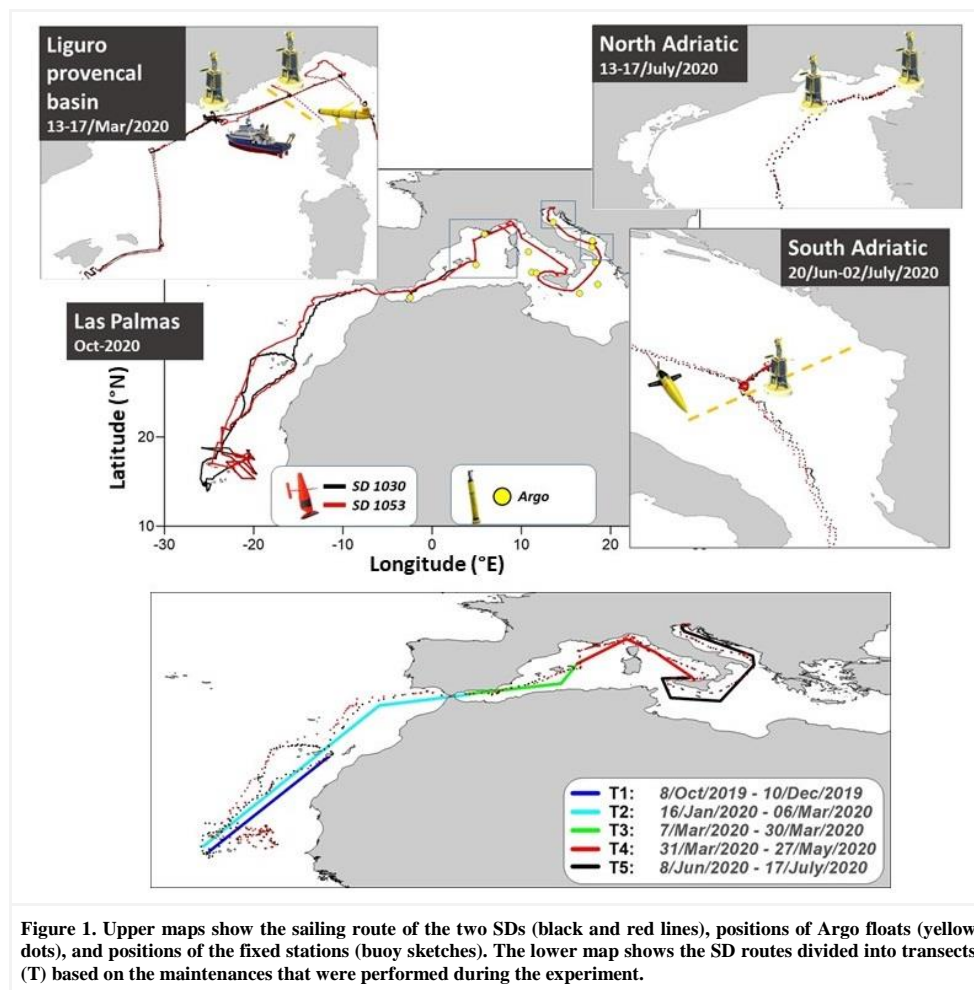 Liguro
provencal
basin
13-17/Mar/2020
North Adriatic
13-17/July/2020
South Adriatic
20/Jun-02/July/2020
Las Palmas
Oct-2020
Latitude (°N)
20
10
SD 1030
SD 1053
Argo
-30 -20 -10 0 10 20
Longitude (°E)
T1: 8/Oct/2019 - 10/Dec/2019
T2: 16/Jan/2020 - 06/Mar/2020
T3: 7/Mar/2020 - 30/Mar/2020
T4: 31/Mar/2020 - 27/May/2020
T5: 8/Jun/2020 - 17/July/2020
Figure 1. Upper maps show the sailing route of the two SDs (black and red lines), positions of Argo floats (yellow
dots), and positions of the fixed stations (buoy sketches). The lower map shows the SD routes divided into transects
(T) based on the maintenances that were performed during the experiment.